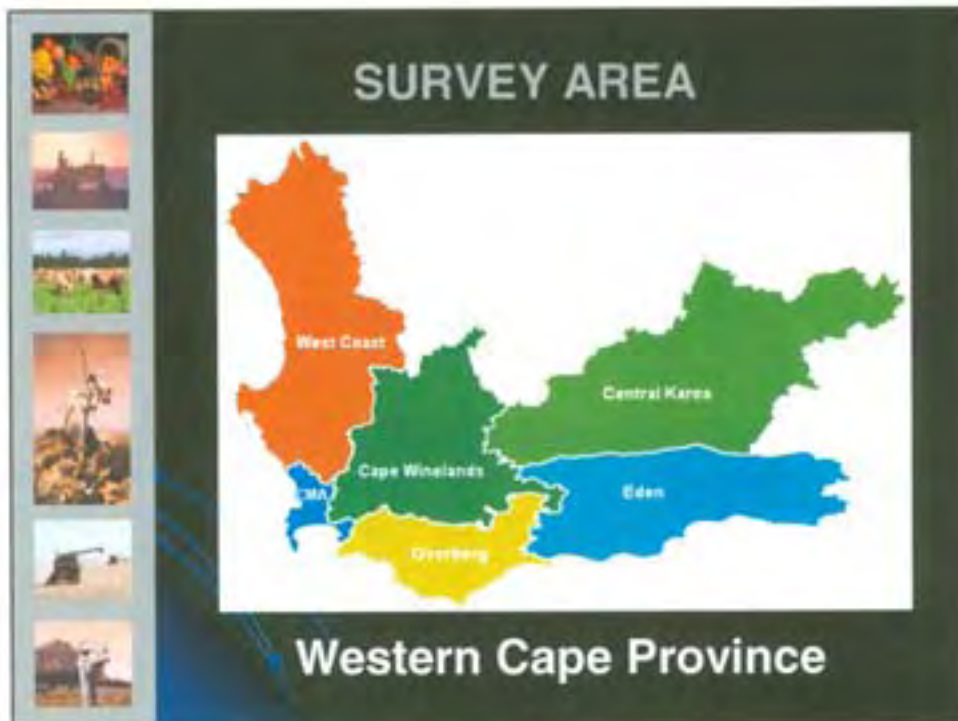 SURVEY AREA
West Coast
Central Karoo
Cape Winelands
CMA
Eden
Overberg
Western Cape Province